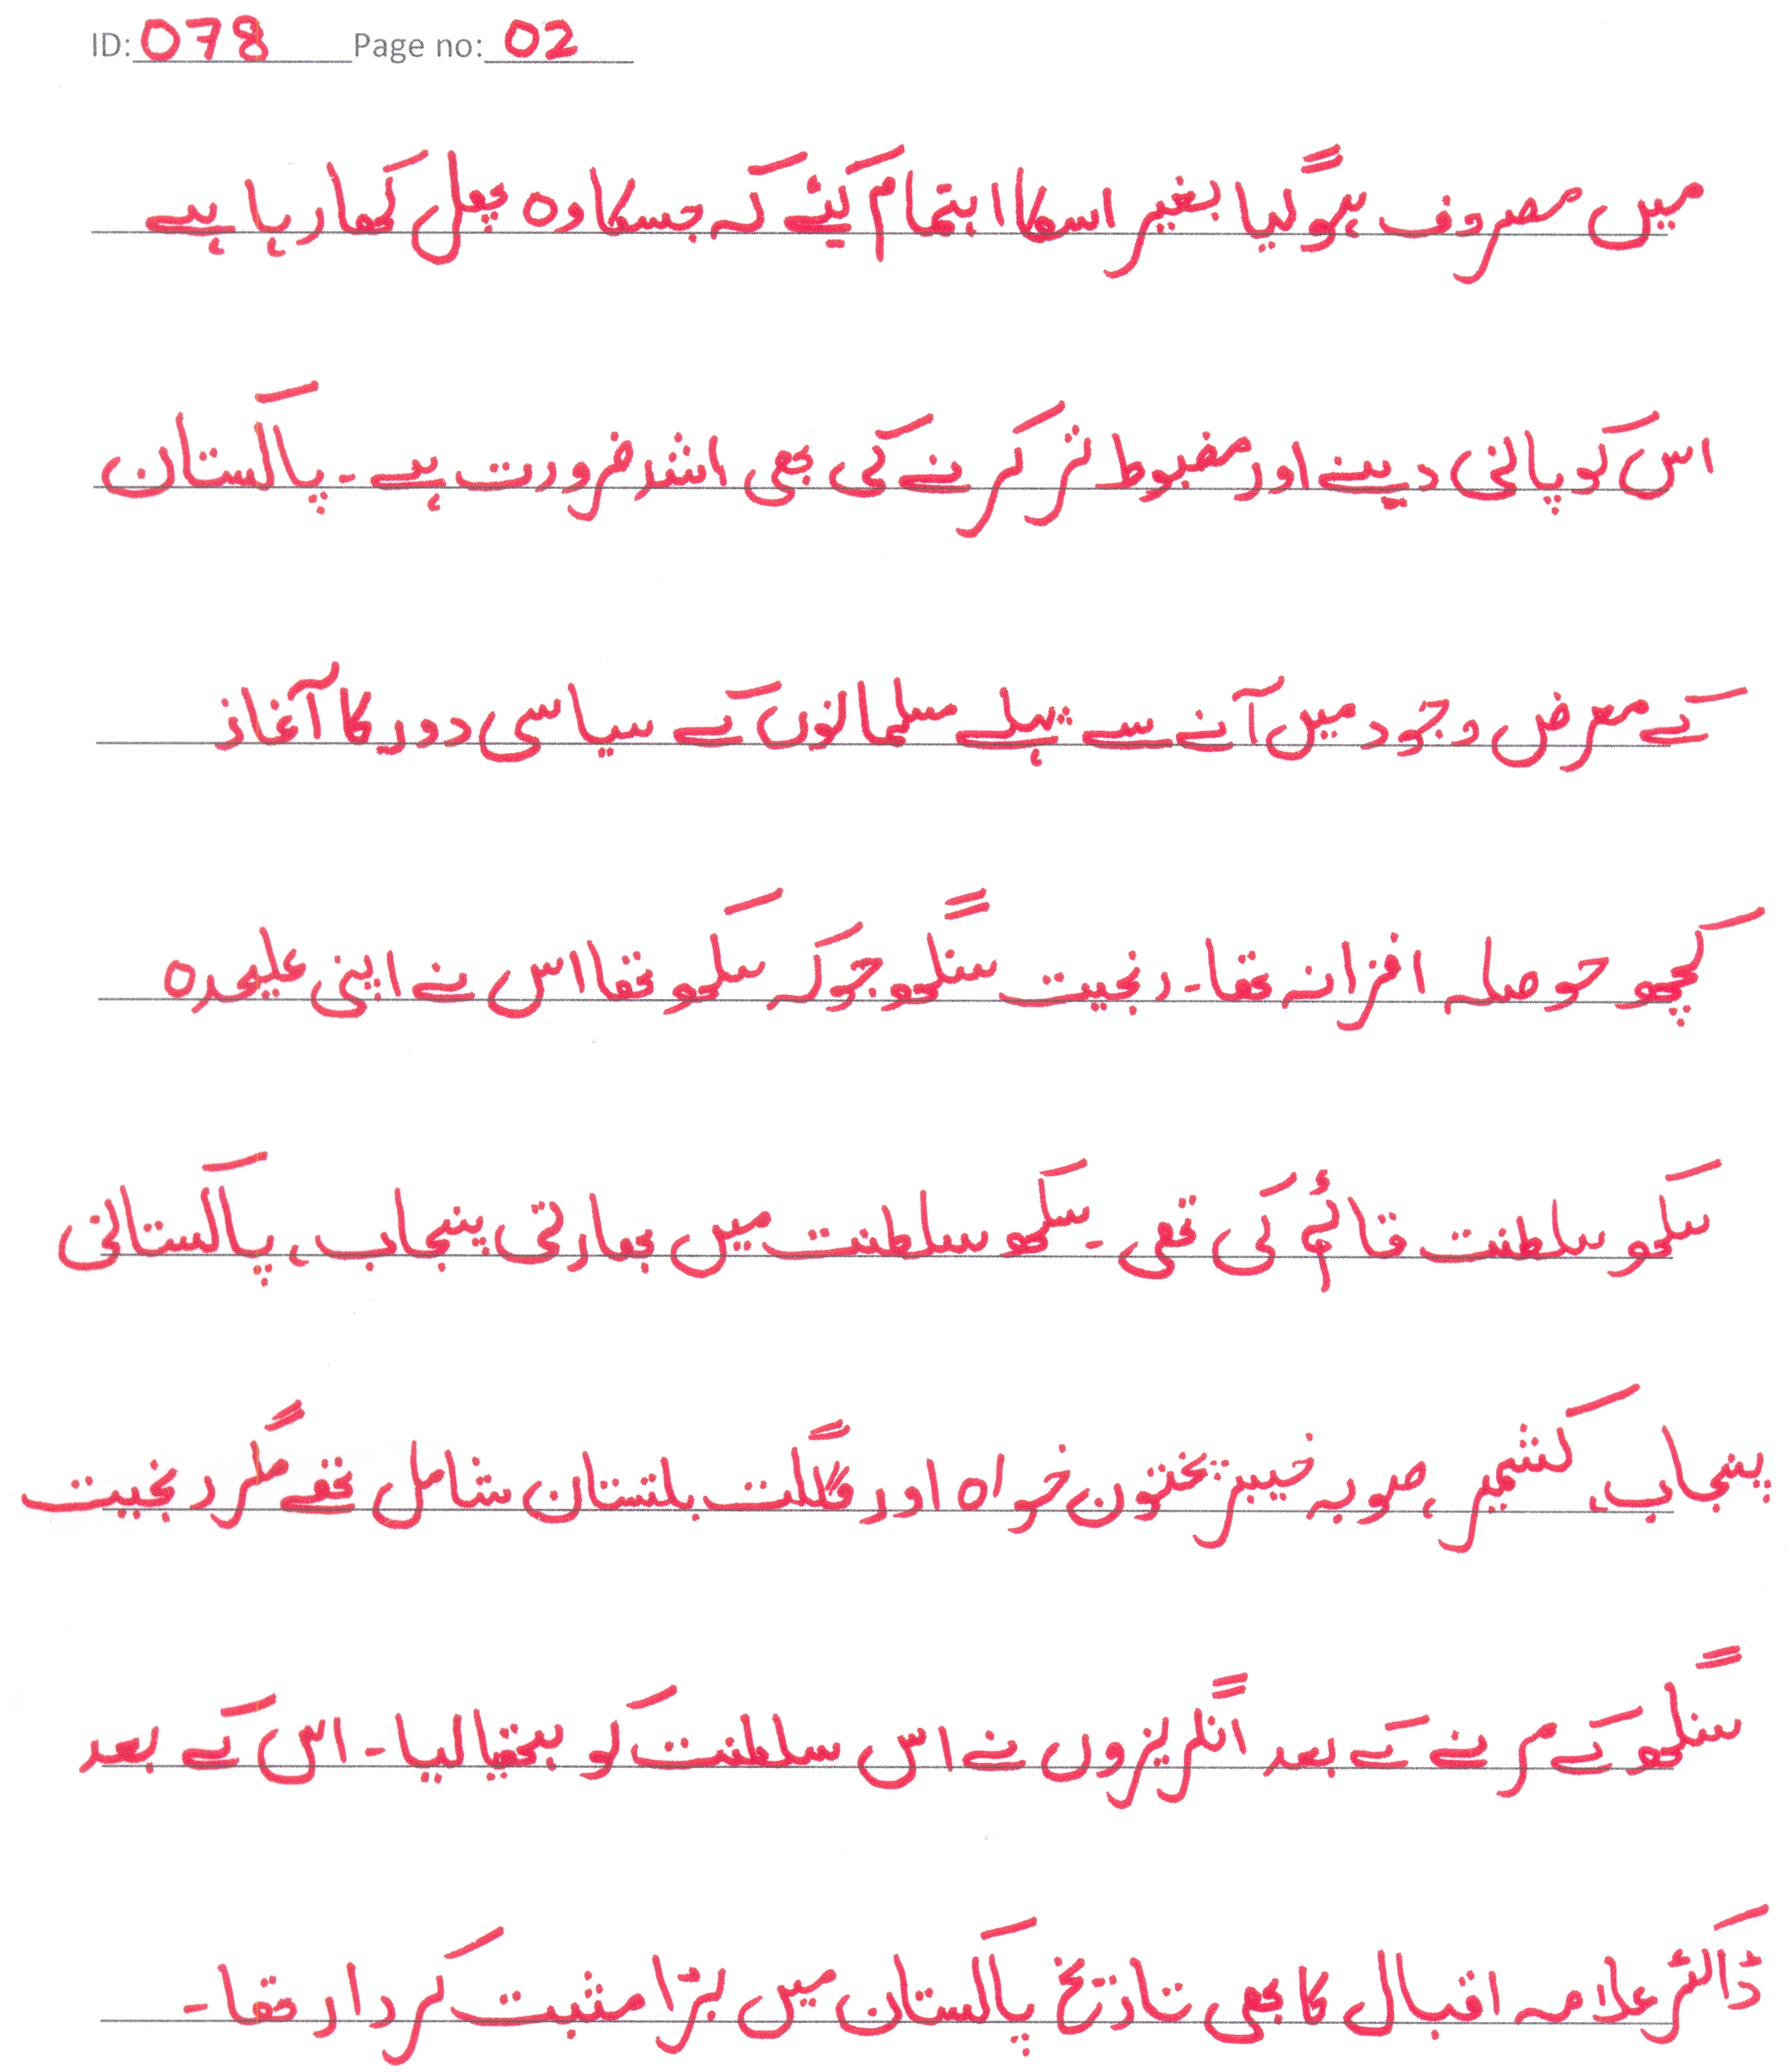 ID: 078 Page no: 02
میں مصروف ہوگیا بغیر اسکا اہتمام کیئے کہ جسکا وہ پھل کھا رہا ہے
اس کو پانی دینے اور مضبوط تر کرنے کی بھی اشد ضرورت ہے ۔ پاکستان
کے معرض وجود میں آنے سے پہلے مسلمانوں کے سیاسی دور کا آغاز
کچھ حوصلہ افزا نہ تھا ۔ رنجیت سنگھ جو کہ سکھ تھا اس نے اپنی علیحدہ
سکھ سلطنت قائم کی تھی ۔ سکھ سلطنت میں بھارتی پنجاب، پاکستانی
پنجاب، کشمیر، صوبہ خیبر پختون خواہ اور گلگت بلتستان شامل تھے مگر رنجیت
سنگھ کے مرنے کے بعد انگریزوں نے اس سلطنت کو ہتھیا لیا ۔ اس کے بعد
ڈاکٹر علامہ اقبال کا بھی تاریخ پاکستان میں بڑا مثبت کردار تھا ۔